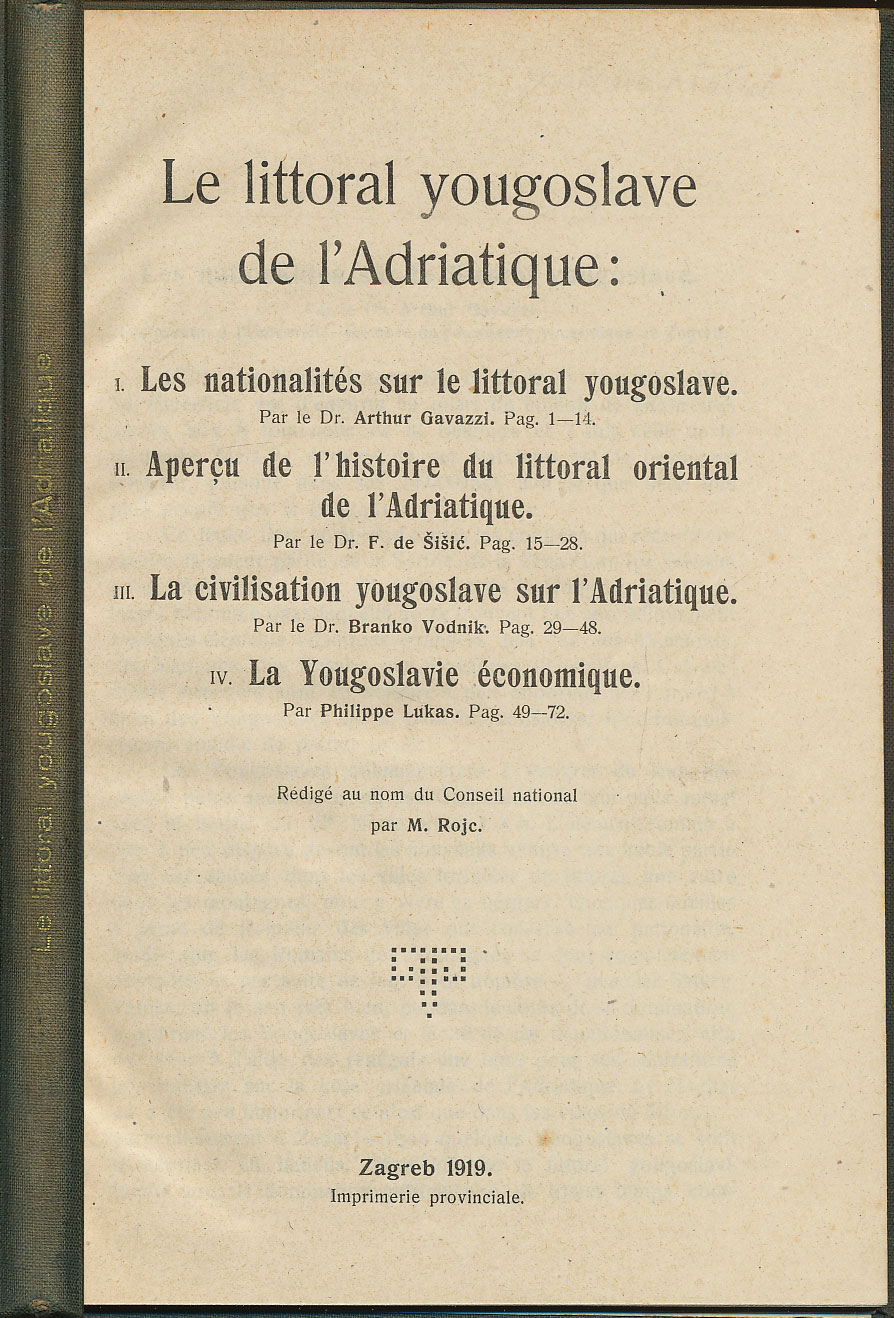 Le littoral yougoslave de l'Adriatique
Le littoral yougoslave
de l'Adriatique:
I. Les nationalités sur le littoral yougoslave.
Par le Dr. Arthur Gavazzi. Pag. 1—14.
II. Aperçu de l'histoire du littoral oriental
de l'Adriatique.
Par le Dr. F. de Šišić. Pag. 15—28.
III. La civilisation yougoslave sur l'Adriatique.
Par le Dr. Branko Vodnik. Pag. 29—48.
IV. La Yougoslavie économique.
Par Philippe Lukas. Pag. 49—72.
Rédigé au nom du Conseil national
par M. Rojc.
Zagreb 1919.
Imprimerie provinciale.